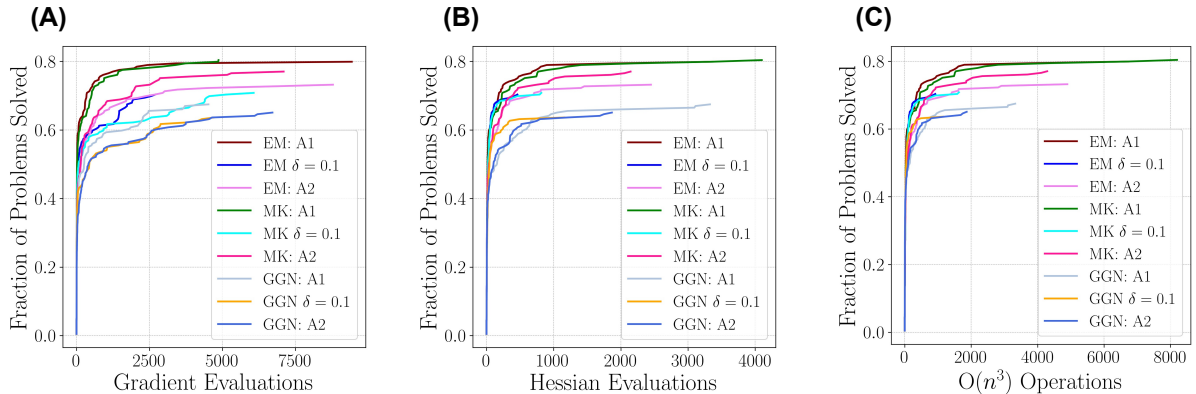 (A)
Fraction of Problems Solved
0.8
0.6
0.4
0.2
0.0
0 2500 5000 7500
Gradient Evaluations
EM: A1
EM δ = 0.1
EM: A2
MK: A1
MK δ = 0.1
MK: A2
GGN: A1
GGN δ = 0.1
GGN: A2
(B)
Fraction of Problems Solved
0.8
0.6
0.4
0.2
0.0
0 1000 2000 3000 4000
Hessian Evaluations
EM: A1
EM δ = 0.1
EM: A2
MK: A1
MK δ = 0.1
MK: A2
GGN: A1
GGN δ = 0.1
GGN: A2
(C)
Fraction of Problems Solved
0.8
0.6
0.4
0.2
0.0
0 2000 4000 6000 8000
O(n³) Operations
EM: A1
EM δ = 0.1
EM: A2
MK: A1
MK δ = 0.1
MK: A2
GGN: A1
GGN δ = 0.1
GGN: A2